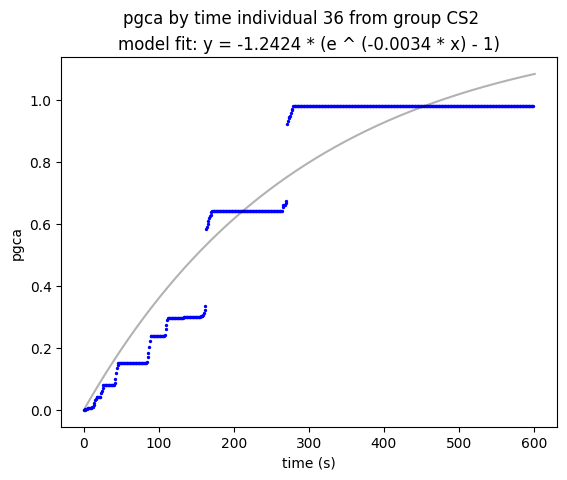 pgca by time individual 36 from group CS2
model fit: y = -1.2424 * (e ^ (-0.0034 * x) - 1)
pgca
1.0
0.8
0.6
0.4
0.2
0.0
0 100 200 300 400 500 600
time (s)